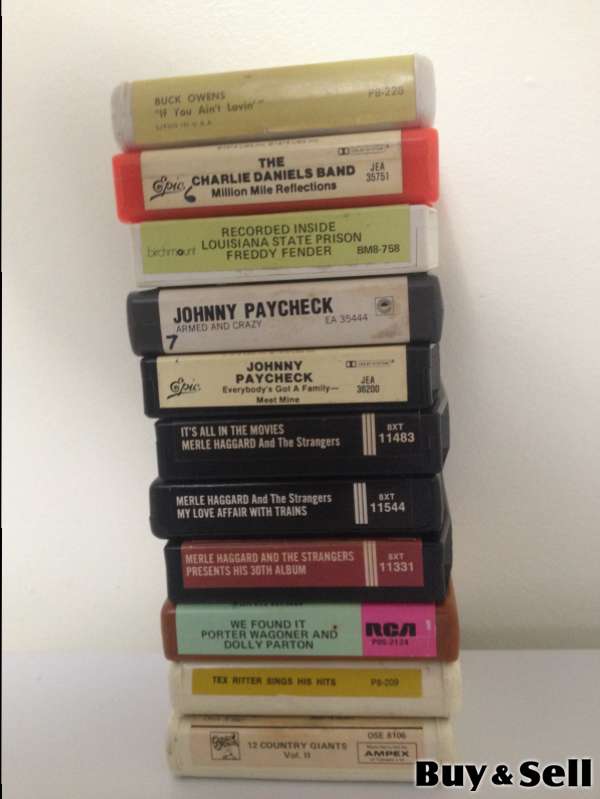 BUCK OWENS
"If You Ain't Lovin'"
P8-220
THE
CHARLIE DANIELS BAND
Million Mile Reflections
Epic
JEA
35751
RECORDED INSIDE
LOUISIANA STATE PRISON
FREDDY FENDER
birchmount
BM8-758
JOHNNY PAYCHECK
ARMED AND CRAZY
EA 35444
7
JOHNNY
PAYCHECK
Everybody's Got A Family—
Meet Mine
Epic
JEA
36200
IT'S ALL IN THE MOVIES
MERLE HAGGARD And The Strangers
8XT
11483
MERLE HAGGARD And The Strangers
MY LOVE AFFAIR WITH TRAINS
8XT
11544
MERLE HAGGARD AND THE STRANGERS
PRESENTS HIS 30TH ALBUM
8XT
11331
WE FOUND IT
PORTER WAGONER AND
DOLLY PARTON
RCA
P8S-2124
TEX RITTER SINGS HIS HITS
P8-209
12 COUNTRY GIANTS
Vol. II
OSE 8106
AMPEX
Buy & Sell